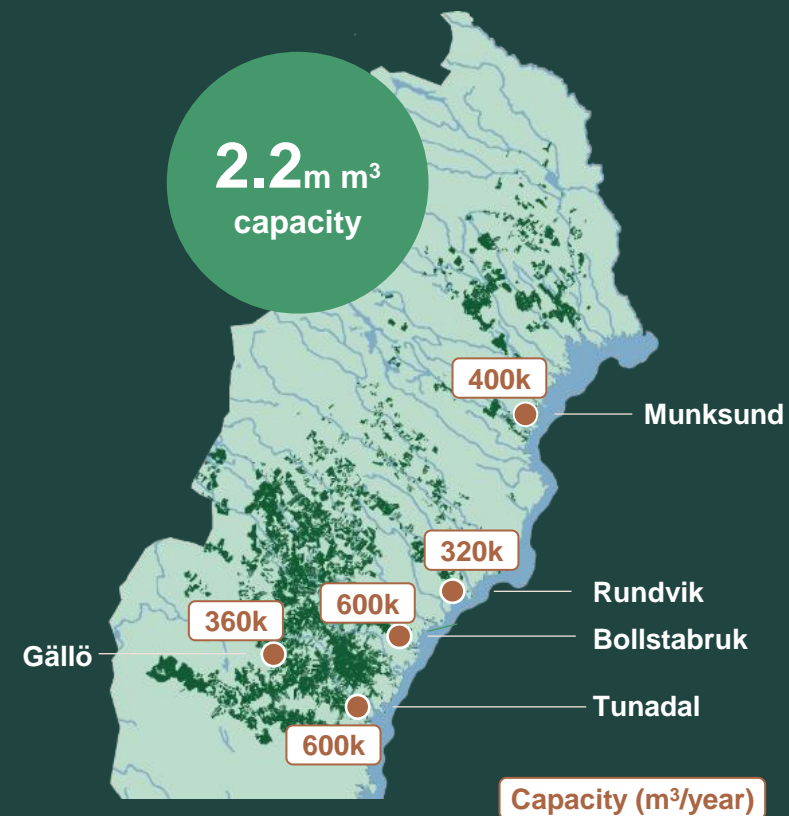 2.2m m³
capacity
400k
Munksund
320k
Rundvik
600k
Bollstabruk
360k
Gällö
Tunadal
600k
Capacity (m³/year)